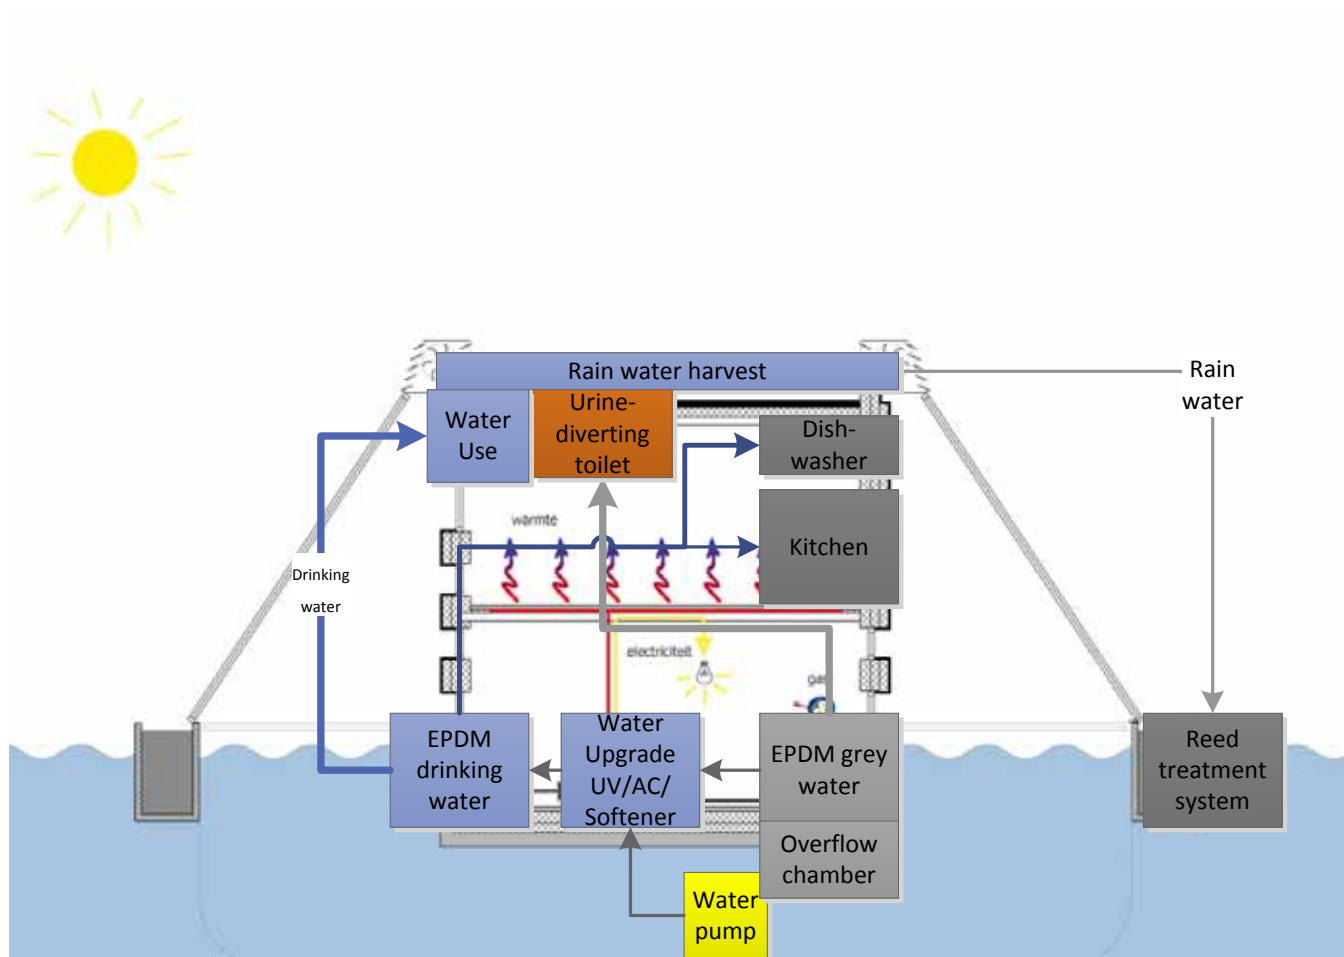 Rain water harvest
Rain
water
Water
Use
Urine-
diverting
toilet
Dish-
washer
warmte
Kitchen
Drinking
water
electriciteit
gas
EPDM
drinking
water
Water
Upgrade
UV/AC/
Softener
EPDM grey
water
Reed
treatment
system
Overflow
chamber
Water
pump